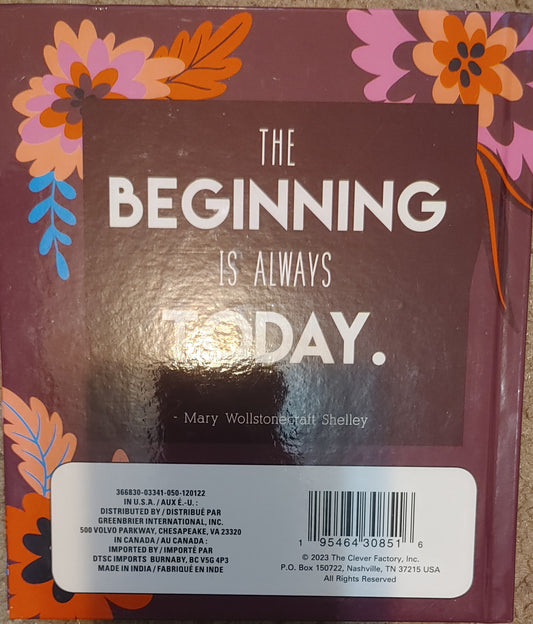 THE
BEGINNING
IS ALWAYS
TODAY.
- Mary Wollstonecraft Shelley
366830-03341-050-120122
IN U.S.A. / AUX É.-U. :
DISTRIBUTED BY / DISTRIBUÉ PAR
GREENBRIER INTERNATIONAL, INC.
500 VOLVO PARKWAY, CHESAPEAKE, VA 23320
IN CANADA / AU CANADA :
IMPORTED BY / IMPORTÉ PAR
DTSC IMPORTS BURNABY, BC V5G 4P3
MADE IN INDIA / FABRIQUÉ EN INDE
1 95464 30851 6
© 2023 The Clever Factory, Inc.
P.O. Box 150722, Nashville, TN 37215 USA
All Rights Reserved